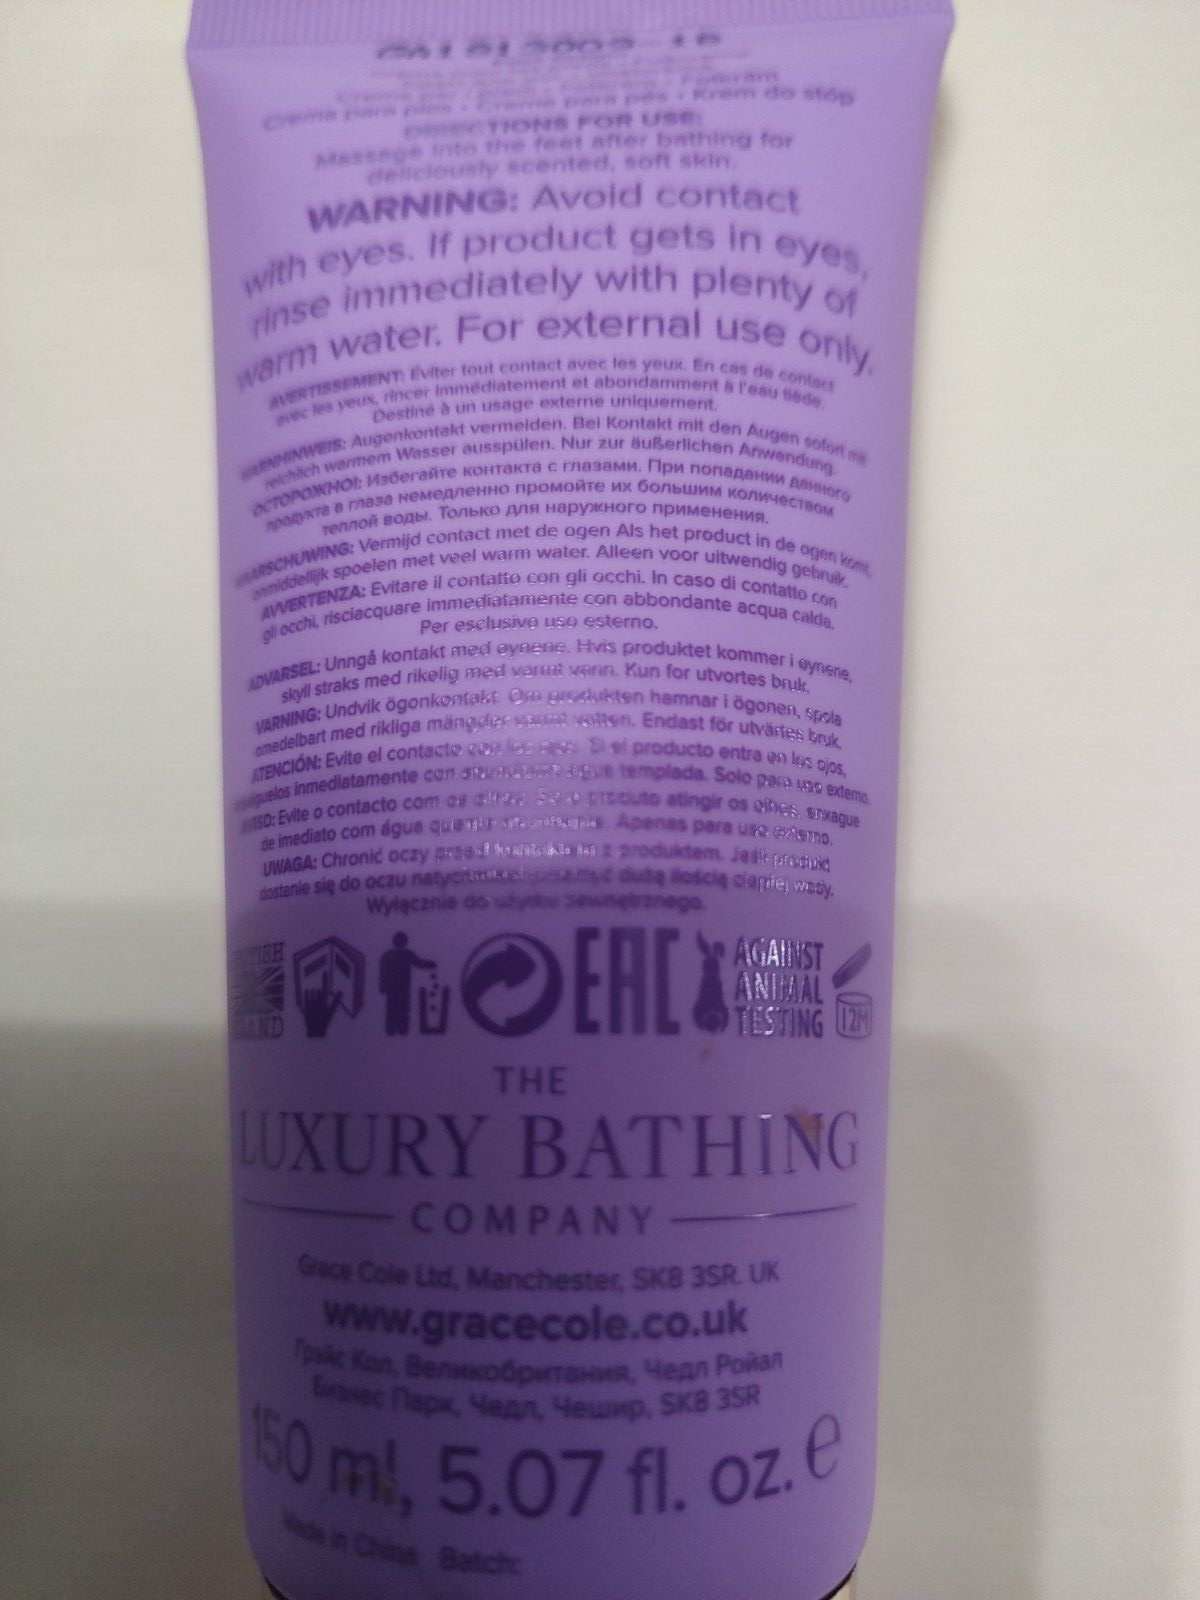 Crema para pies • Creme para pés • Krem do stóp
DIRECTIONS FOR USE:
Massage into the feet after bathing for
deliciously scented, soft skin.
WARNING: Avoid contact
with eyes. If product gets in eyes,
rinse immediately with plenty of
warm water. For external use only.
AVERTISSEMENT: Éviter tout contact avec les yeux. En cas de contact
avec les yeux, rincer immédiatement et abondamment à l'eau tiède.
Destiné à un usage externe uniquement.
WARNHINWEIS: Augenkontakt vermeiden. Bei Kontakt mit den Augen sofort mit
reichlich warmem Wasser ausspülen. Nur zur äußerlichen Anwendung.
ОСТОРОЖНО!: Избегайте контакта с глазами. При попадании данного
продукта в глаза немедленно промойте их большим количеством
теплой воды. Только для наружного применения.
WAARSCHUWING: Vermijd contact met de ogen Als het product in de ogen komt,
onmiddellijk spoelen met veel warm water. Alleen voor uitwendig gebruik.
AVVERTENZA: Evitare il contatto con gli occhi. In caso di contatto con
gli occhi, risciacquare immediatamente con abbondante acqua calda.
Per esclusivo uso esterno.
ADVARSEL: Unngå kontakt med øynene. Hvis produktet kommer i øynene,
skyll straks med rikelig med varmt vann. Kun for utvortes bruk.
VARNING: Undvik ögonkontakt. Om produkten hamnar i ögonen, spola
omedelbart med rikliga mängder varmt vatten. Endast för utvärtes bruk.
ATENCIÓN: Evite el contacto con los ojos. Si el producto entra en los ojos,
inmediatamente con abundante agua templada. Solo para uso externo.
Evite o contacto com os olhos. Se o produto atingir os olhos, enxague
de imediato com água Apenas para uso externo.
UWAGA: Chronić oczy przed z produktem. Jeśli produkt
dostanie się do oczu dużą ilością ciepłej wody.
Wyłącznie do użytku zewnętrznego.
BRITISH
BRAND
EAC
AGAINST
ANIMAL
TESTING
12M
THE
LUXURY BATHING
COMPANY
Grace Cole Ltd, Manchester, SK8 3SR. UK
www.gracecole.co.uk
Грэйс Кол, Великобритания, Чедл Ройал
Бизнес Парк, Чедл, Чешир, SK8 3SR
150 ml, 5.07 fl. oz. e
Made in China Batch: